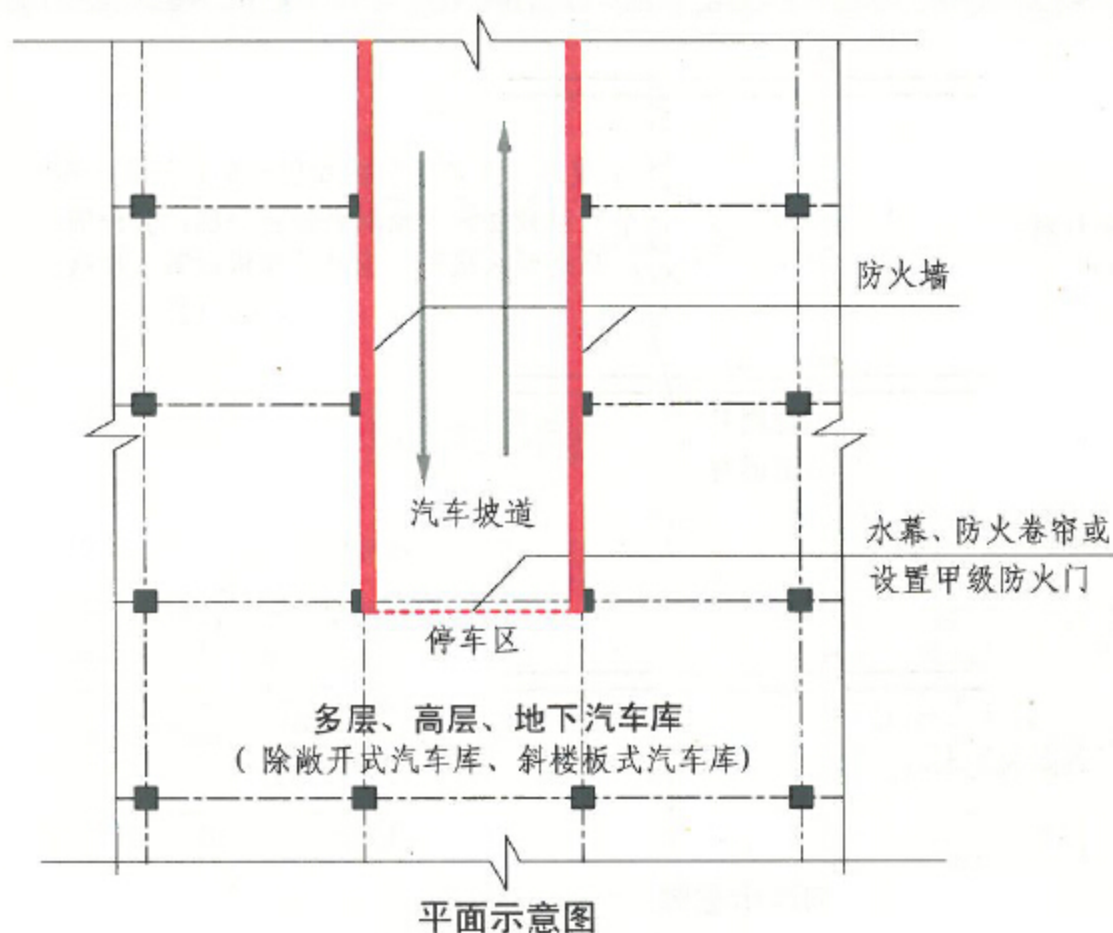 防火墙
汽车坡道
水幕、防火卷帘或
设置甲级防火门
停车区
多层、高层、地下汽车库
(除敞开式汽车库、斜楼板式汽车库)
平面示意图